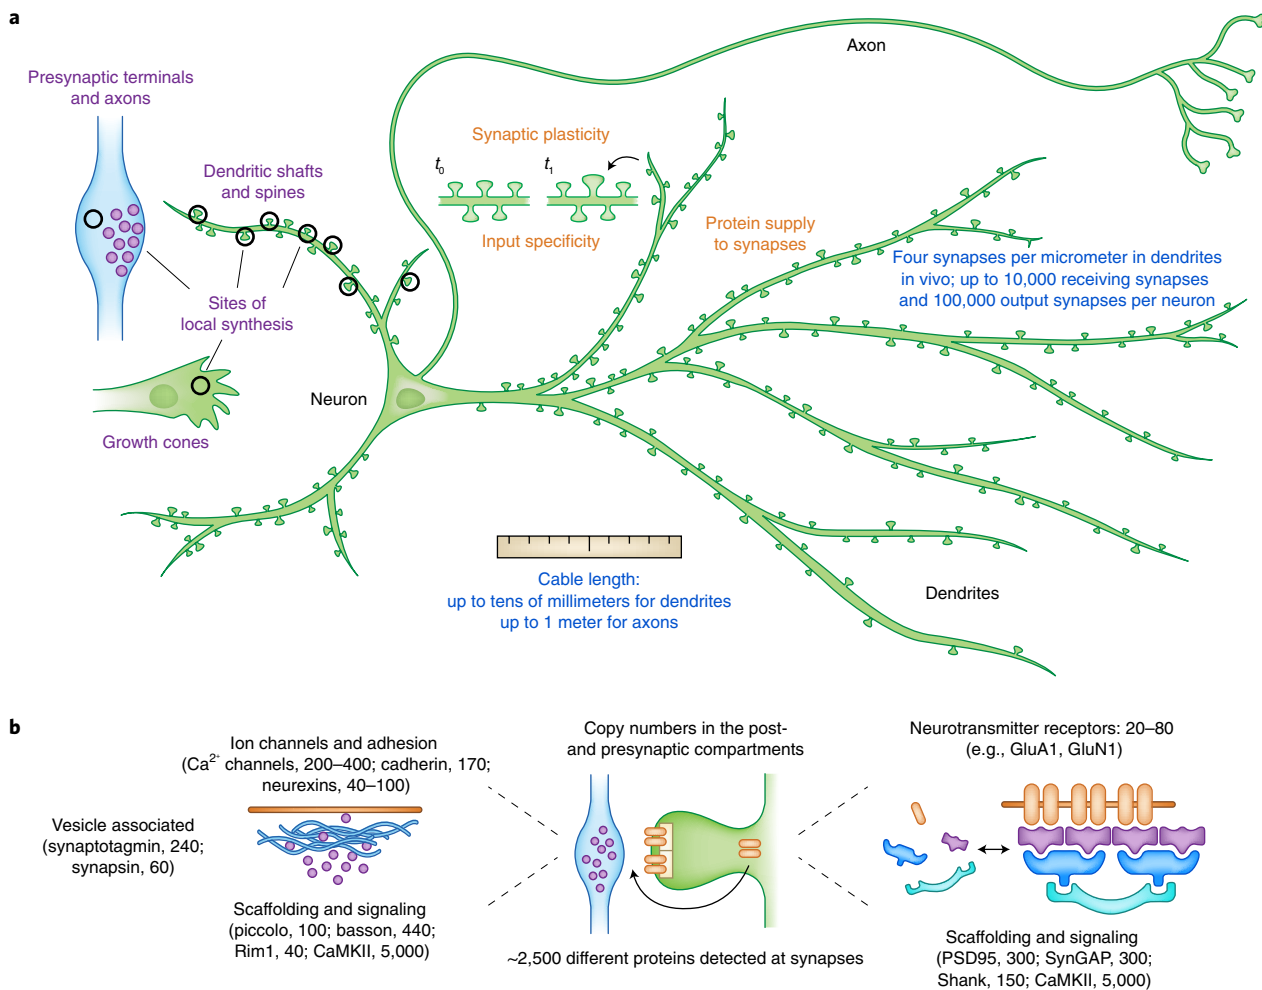 a
Presynaptic terminals
and axons
Dendritic shafts
and spines
Sites of
local synthesis
Growth cones
Neuron
Axon
Synaptic plasticity
t0
t1
Input specificity
Protein supply
to synapses
Four synapses per micrometer in dendrites
in vivo; up to 10,000 receiving synapses
and 100,000 output synapses per neuron
Cable length:
up to tens of millimeters for dendrites
up to 1 meter for axons
Dendrites
b
Ion channels and adhesion
(Ca2+ channels, 200–400; cadherin, 170;
neurexins, 40–100)
Vesicle associated
(synaptotagmin, 240;
synapsin, 60)
Scaffolding and signaling
(piccolo, 100; basson, 440;
Rim1, 40; CaMKII, 5,000)
Copy numbers in the post-
and presynaptic compartments
~2,500 different proteins detected at synapses
Neurotransmitter receptors: 20–80
(e.g., GluA1, GluN1)
Scaffolding and signaling
(PSD95, 300; SynGAP, 300;
Shank, 150; CaMKII, 5,000)